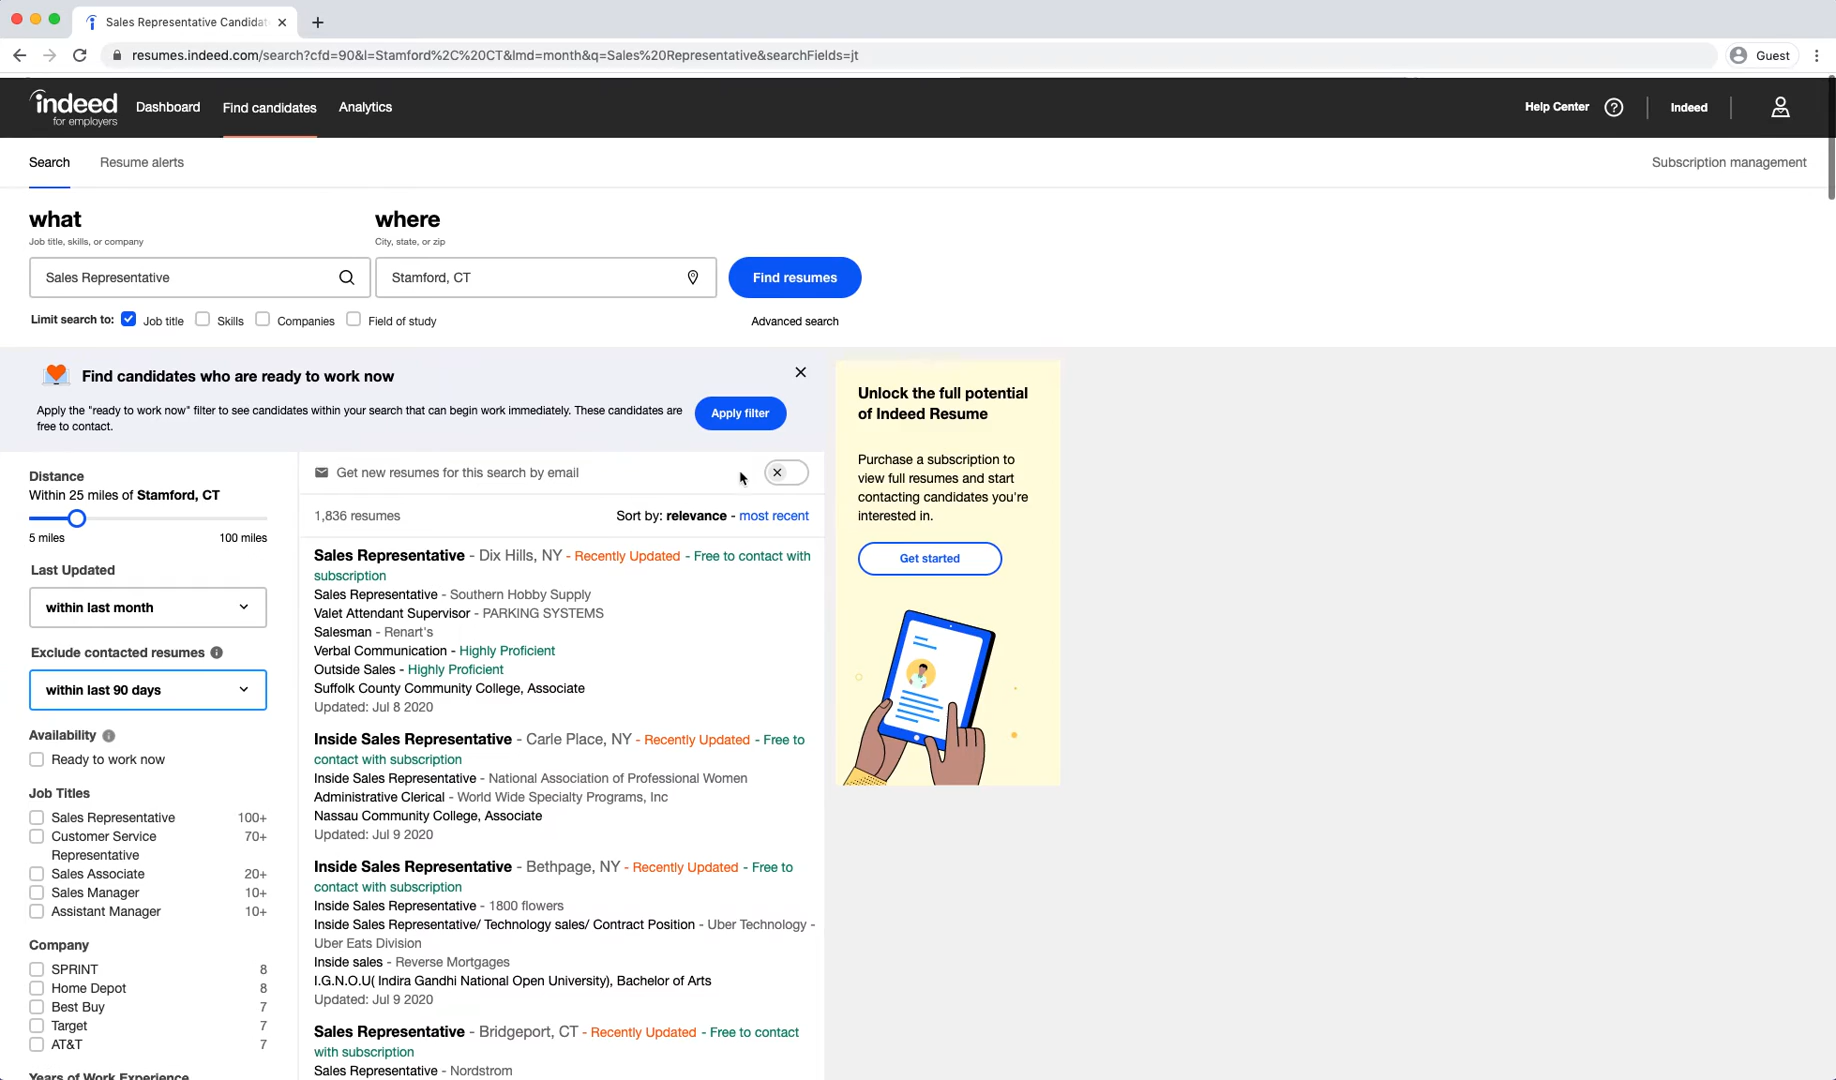 Sales Representative Candidat
resumes.indeed.com/search?cfd=90&l=Stamford%2C%20CT&lmd=month&q=Sales%20Representative&searchFields=jt
Guest
indeed
for employers
Dashboard
Find candidates
Analytics
Help Center
Indeed
Search
Resume alerts
Subscription management
what
Job title, skills, or company
where
City, state, or zip
Sales Representative
Stamford, CT
Find resumes
Limit search to: Job title Skills Companies Field of study
Advanced search
Find candidates who are ready to work now
Apply the "ready to work now" filter to see candidates within your search that can begin work immediately. These candidates are
free to contact.
Apply filter
Distance
Within 25 miles of Stamford, CT
5 miles
100 miles
Last Updated
within last month
Exclude contacted resumes
within last 90 days
Availability
Ready to work now
Job Titles
Sales Representative 100+
Customer Service 70+
Representative
Sales Associate 20+
Sales Manager 10+
Assistant Manager 10+
Company
SPRINT 8
Home Depot 8
Best Buy 7
Target 7
AT&T 7
Years of Work Experience
Get new resumes for this search by email
1,836 resumes
Sort by: relevance - most recent
Sales Representative - Dix Hills, NY - Recently Updated - Free to contact with
subscription
Sales Representative - Southern Hobby Supply
Valet Attendant Supervisor - PARKING SYSTEMS
Salesman - Renart's
Verbal Communication - Highly Proficient
Outside Sales - Highly Proficient
Suffolk County Community College, Associate
Updated: Jul 8 2020
Inside Sales Representative - Carle Place, NY - Recently Updated - Free to
contact with subscription
Inside Sales Representative - National Association of Professional Women
Administrative Clerical - World Wide Specialty Programs, Inc
Nassau Community College, Associate
Updated: Jul 9 2020
Inside Sales Representative - Bethpage, NY - Recently Updated - Free to
contact with subscription
Inside Sales Representative - 1800 flowers
Inside Sales Representative/ Technology sales/ Contract Position - Uber Technology -
Uber Eats Division
Inside sales - Reverse Mortgages
I.G.N.O.U( Indira Gandhi National Open University), Bachelor of Arts
Updated: Jul 9 2020
Sales Representative - Bridgeport, CT - Recently Updated - Free to contact
with subscription
Sales Representative - Nordstrom
Unlock the full potential
of Indeed Resume
Purchase a subscription to
view full resumes and start
contacting candidates you're
interested in.
Get started